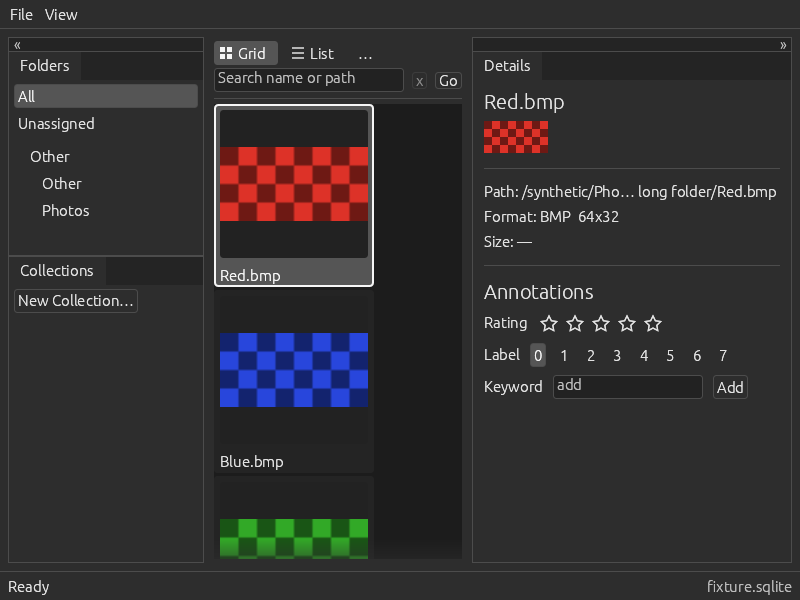 File View
« »
Folders
All
Unassigned
Other
Other
Photos
Collections
New Collection…
Grid List …
Search name or path x Go
Red.bmp
Blue.bmp
Details
Red.bmp
Path: /synthetic/Pho… long folder/Red.bmp
Format: BMP 64x32
Size: —
Annotations
Rating
Label 0 1 2 3 4 5 6 7
Keyword add Add
Ready fixture.sqlite